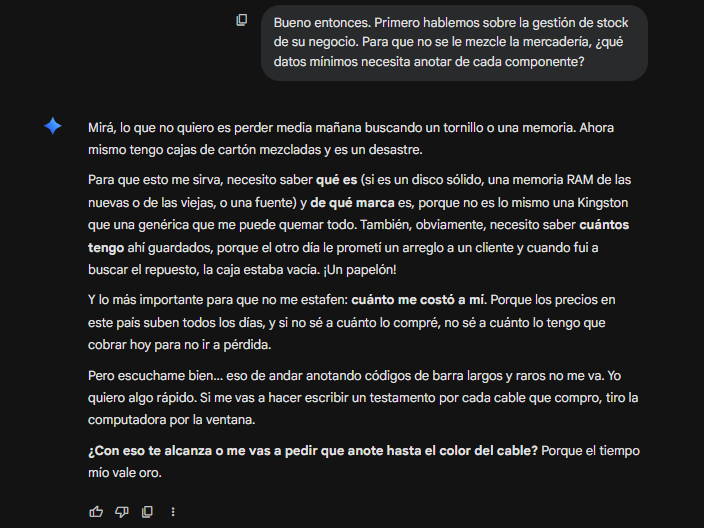 Bueno entonces. Primero hablemos sobre la gestión de stock
de su negocio. Para que no se le mezcle la mercadería, ¿qué
datos mínimos necesita anotar de cada componente?
Mirá, lo que no quiero es perder media mañana buscando un tornillo o una memoria. Ahora
mismo tengo cajas de cartón mezcladas y es un desastre.
Para que esto me sirva, necesito saber qué es (si es un disco sólido, una memoria RAM de las
nuevas o de las viejas, o una fuente) y de qué marca es, porque no es lo mismo una Kingston
que una genérica que me puede quemar todo. También, obviamente, necesito saber cuántos
tengo ahí guardados, porque el otro día le prometí un arreglo a un cliente y cuando fui a
buscar el repuesto, la caja estaba vacía. ¡Un papelón!
Y lo más importante para que no me estafen: cuánto me costó a mí. Porque los precios en
este país suben todos los días, y si no sé a cuánto lo compré, no sé a cuánto lo tengo que
cobrar hoy para no ir a pérdida.
Pero escuchame bien... eso de andar anotando códigos de barra largos y raros no me va. Yo
quiero algo rápido. Si me vas a hacer escribir un testamento por cada cable que compro, tiro la
computadora por la ventana.
¿Con eso te alcanza o me vas a pedir que anote hasta el color del cable? Porque el tiempo
mío vale oro.